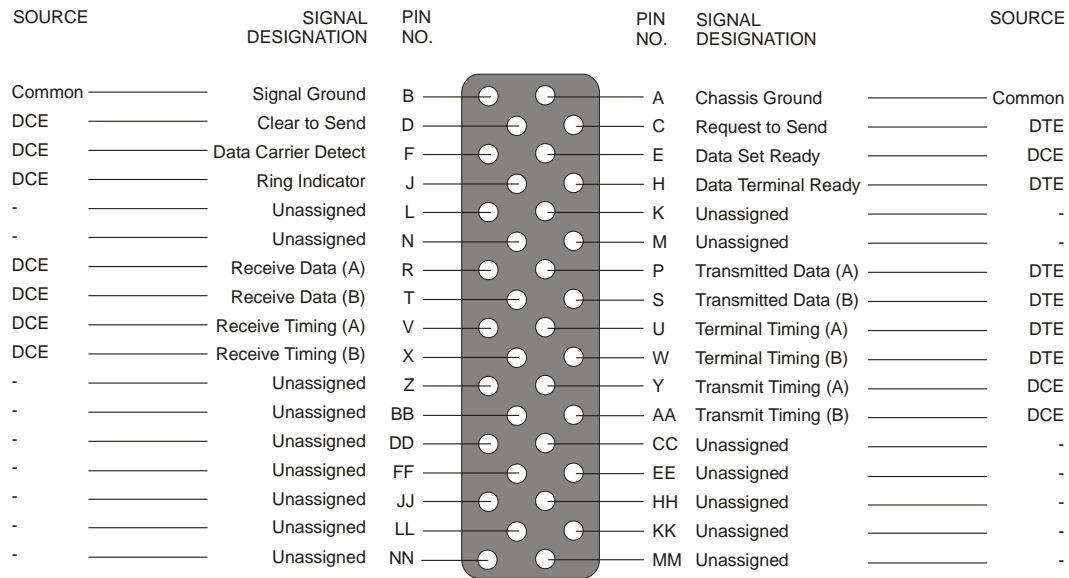 SOURCE SIGNAL PIN PIN SIGNAL SOURCE
DESIGNATION NO. NO. DESIGNATION
Common Signal Ground B A Chassis Ground Common
DCE Clear to Send D C Request to Send DTE
DCE Data Carrier Detect F E Data Set Ready DCE
DCE Ring Indicator J H Data Terminal Ready DTE
- Unassigned L K Unassigned -
- Unassigned N M Unassigned -
DCE Receive Data (A) R P Transmitted Data (A) DTE
DCE Receive Data (B) T S Transmitted Data (B) DTE
DCE Receive Timing (A) V U Terminal Timing (A) DTE
DCE Receive Timing (B) X W Terminal Timing (B) DTE
- Unassigned Z Y Transmit Timing (A) DCE
- Unassigned BB AA Transmit Timing (B) DCE
- Unassigned DD CC Unassigned -
- Unassigned FF EE Unassigned -
- Unassigned JJ HH Unassigned -
- Unassigned LL KK Unassigned -
- Unassigned NN MM Unassigned -